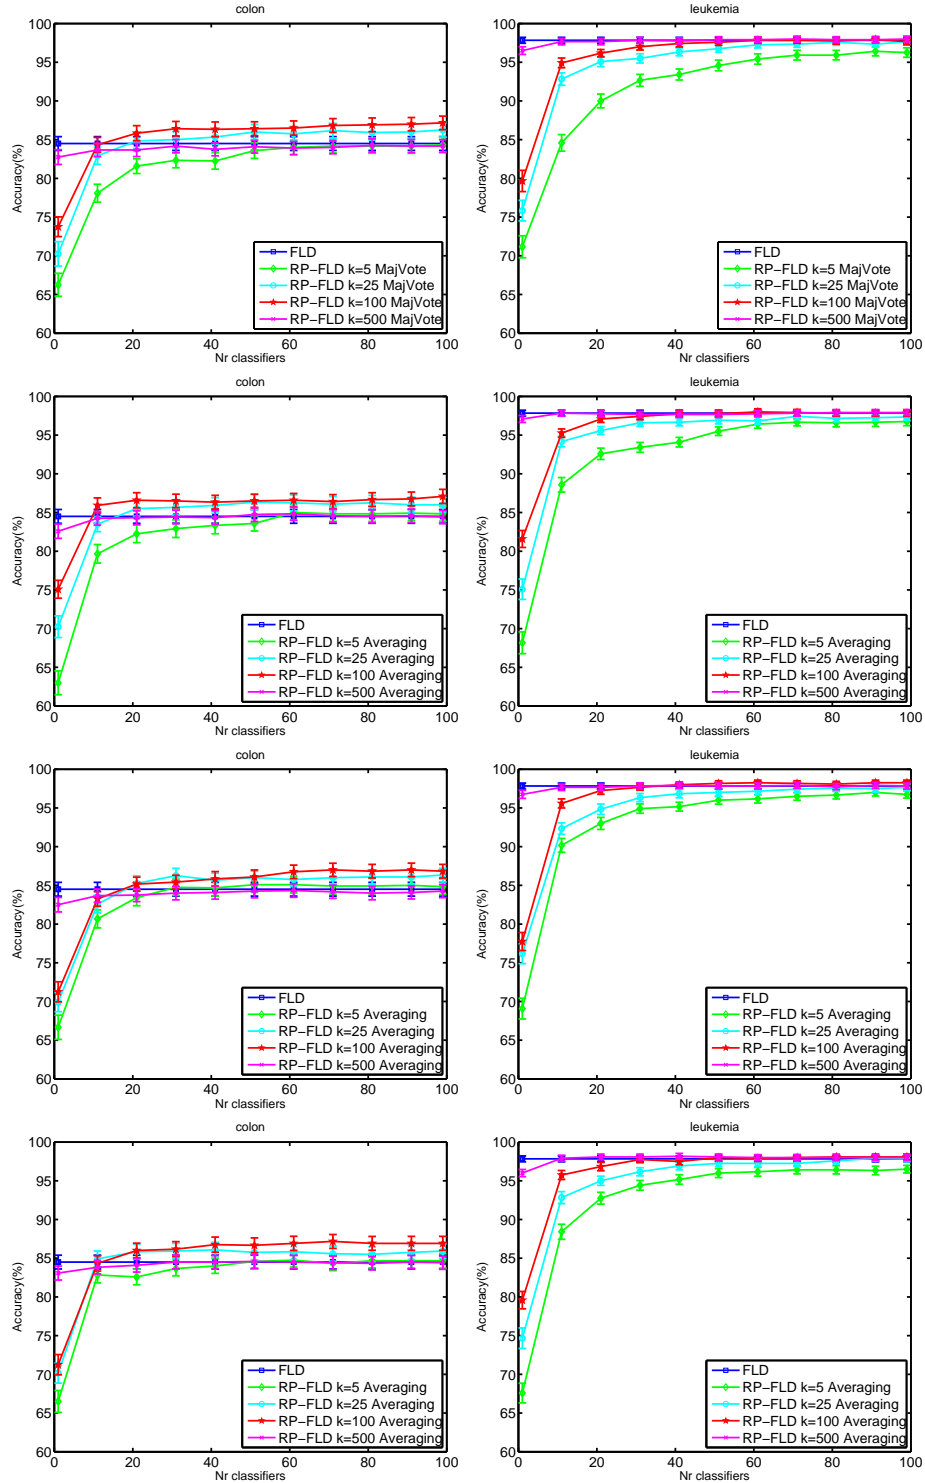 colon
100
95
90
85
80
75
70
65
60
Accuracy(%)
FLD
RP−FLD k=5 MajVote
RP−FLD k=25 MajVote
RP−FLD k=100 MajVote
RP−FLD k=500 MajVote
0 20 40 60 80 100
Nr classifiers
leukemia
100
95
90
85
80
75
70
65
60
Accuracy(%)
FLD
RP−FLD k=5 MajVote
RP−FLD k=25 MajVote
RP−FLD k=100 MajVote
RP−FLD k=500 MajVote
0 20 40 60 80 100
Nr classifiers
colon
100
95
90
85
80
75
70
65
60
Accuracy(%)
FLD
RP−FLD k=5 Averaging
RP−FLD k=25 Averaging
RP−FLD k=100 Averaging
RP−FLD k=500 Averaging
0 20 40 60 80 100
Nr classifiers
leukemia
100
95
90
85
80
75
70
65
60
Accuracy(%)
FLD
RP−FLD k=5 Averaging
RP−FLD k=25 Averaging
RP−FLD k=100 Averaging
RP−FLD k=500 Averaging
0 20 40 60 80 100
Nr classifiers
colon
100
95
90
85
80
75
70
65
60
Accuracy(%)
FLD
RP−FLD k=5 Averaging
RP−FLD k=25 Averaging
RP−FLD k=100 Averaging
RP−FLD k=500 Averaging
0 20 40 60 80 100
Nr classifiers
leukemia
100
95
90
85
80
75
70
65
60
Accuracy(%)
FLD
RP−FLD k=5 Averaging
RP−FLD k=25 Averaging
RP−FLD k=100 Averaging
RP−FLD k=500 Averaging
0 20 40 60 80 100
Nr classifiers
colon
100
95
90
85
80
75
70
65
60
Accuracy(%)
FLD
RP−FLD k=5 Averaging
RP−FLD k=25 Averaging
RP−FLD k=100 Averaging
RP−FLD k=500 Averaging
0 20 40 60 80 100
Nr classifiers
leukemia
100
95
90
85
80
75
70
65
60
Accuracy(%)
FLD
RP−FLD k=5 Averaging
RP−FLD k=25 Averaging
RP−FLD k=100 Averaging
RP−FLD k=500 Averaging
0 20 40 60 80 100
Nr classifiers